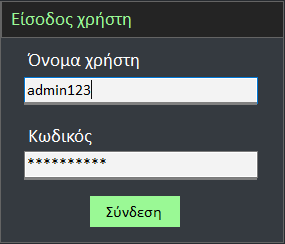 Είσοδος χρήστη
Όνομα χρήστη
admin123
Κωδικός
**********
Σύνδεση